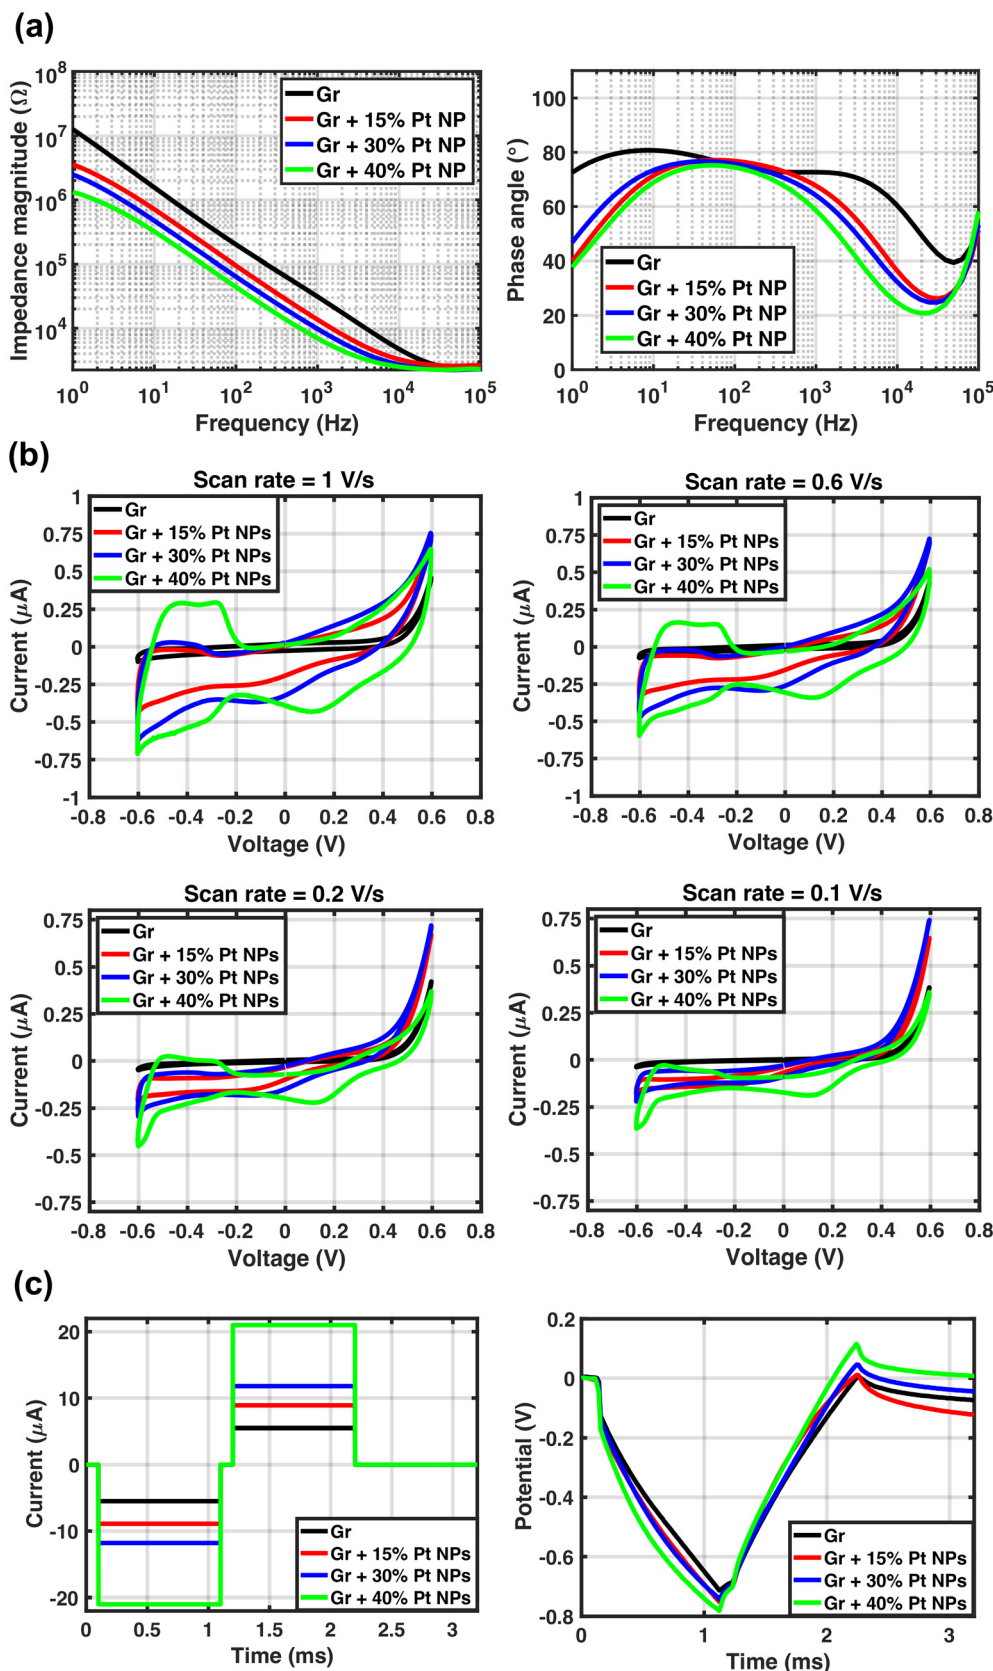 (a)
10^8
10^7
10^6
10^5
10^4
Impedance magnitude (Ω)
Gr
Gr + 15% Pt NP
Gr + 30% Pt NP
Gr + 40% Pt NP
10^0 10^1 10^2 10^3 10^4 10^5
Frequency (Hz)
100
80
60
40
20
0
Phase angle (°)
Gr
Gr + 15% Pt NP
Gr + 30% Pt NP
Gr + 40% Pt NP
10^0 10^1 10^2 10^3 10^4 10^5
Frequency (Hz)
(b)
Scan rate = 1 V/s
1
0.75
0.5
0.25
0
-0.25
-0.5
-0.75
-1
Current (μA)
Gr
Gr + 15% Pt NPs
Gr + 30% Pt NPs
Gr + 40% Pt NPs
-0.8 -0.6 -0.4 -0.2 0 0.2 0.4 0.6 0.8
Voltage (V)
Scan rate = 0.6 V/s
1
0.75
0.5
0.25
0
-0.25
-0.5
-0.75
-1
Current (μA)
Gr
Gr + 15% Pt NPs
Gr + 30% Pt NPs
Gr + 40% Pt NPs
-0.8 -0.6 -0.4 -0.2 0 0.2 0.4 0.6 0.8
Voltage (V)
Scan rate = 0.2 V/s
0.75
0.5
0.25
0
-0.25
-0.5
-0.75
Current (μA)
Gr
Gr + 15% Pt NPs
Gr + 30% Pt NPs
Gr + 40% Pt NPs
-0.8 -0.6 -0.4 -0.2 0 0.2 0.4 0.6 0.8
Voltage (V)
Scan rate = 0.1 V/s
0.75
0.5
0.25
0
-0.25
-0.5
-0.75
Current (μA)
Gr
Gr + 15% Pt NPs
Gr + 30% Pt NPs
Gr + 40% Pt NPs
-0.8 -0.6 -0.4 -0.2 0 0.2 0.4 0.6 0.8
Voltage (V)
(c)
20
10
0
-10
-20
Current (μA)
Gr
Gr + 15% Pt NPs
Gr + 30% Pt NPs
Gr + 40% Pt NPs
0 0.5 1 1.5 2 2.5 3
Time (ms)
0.2
0
-0.2
-0.4
-0.6
-0.8
Potential (V)
Gr
Gr + 15% Pt NPs
Gr + 30% Pt NPs
Gr + 40% Pt NPs
0 1 2 3
Time (ms)